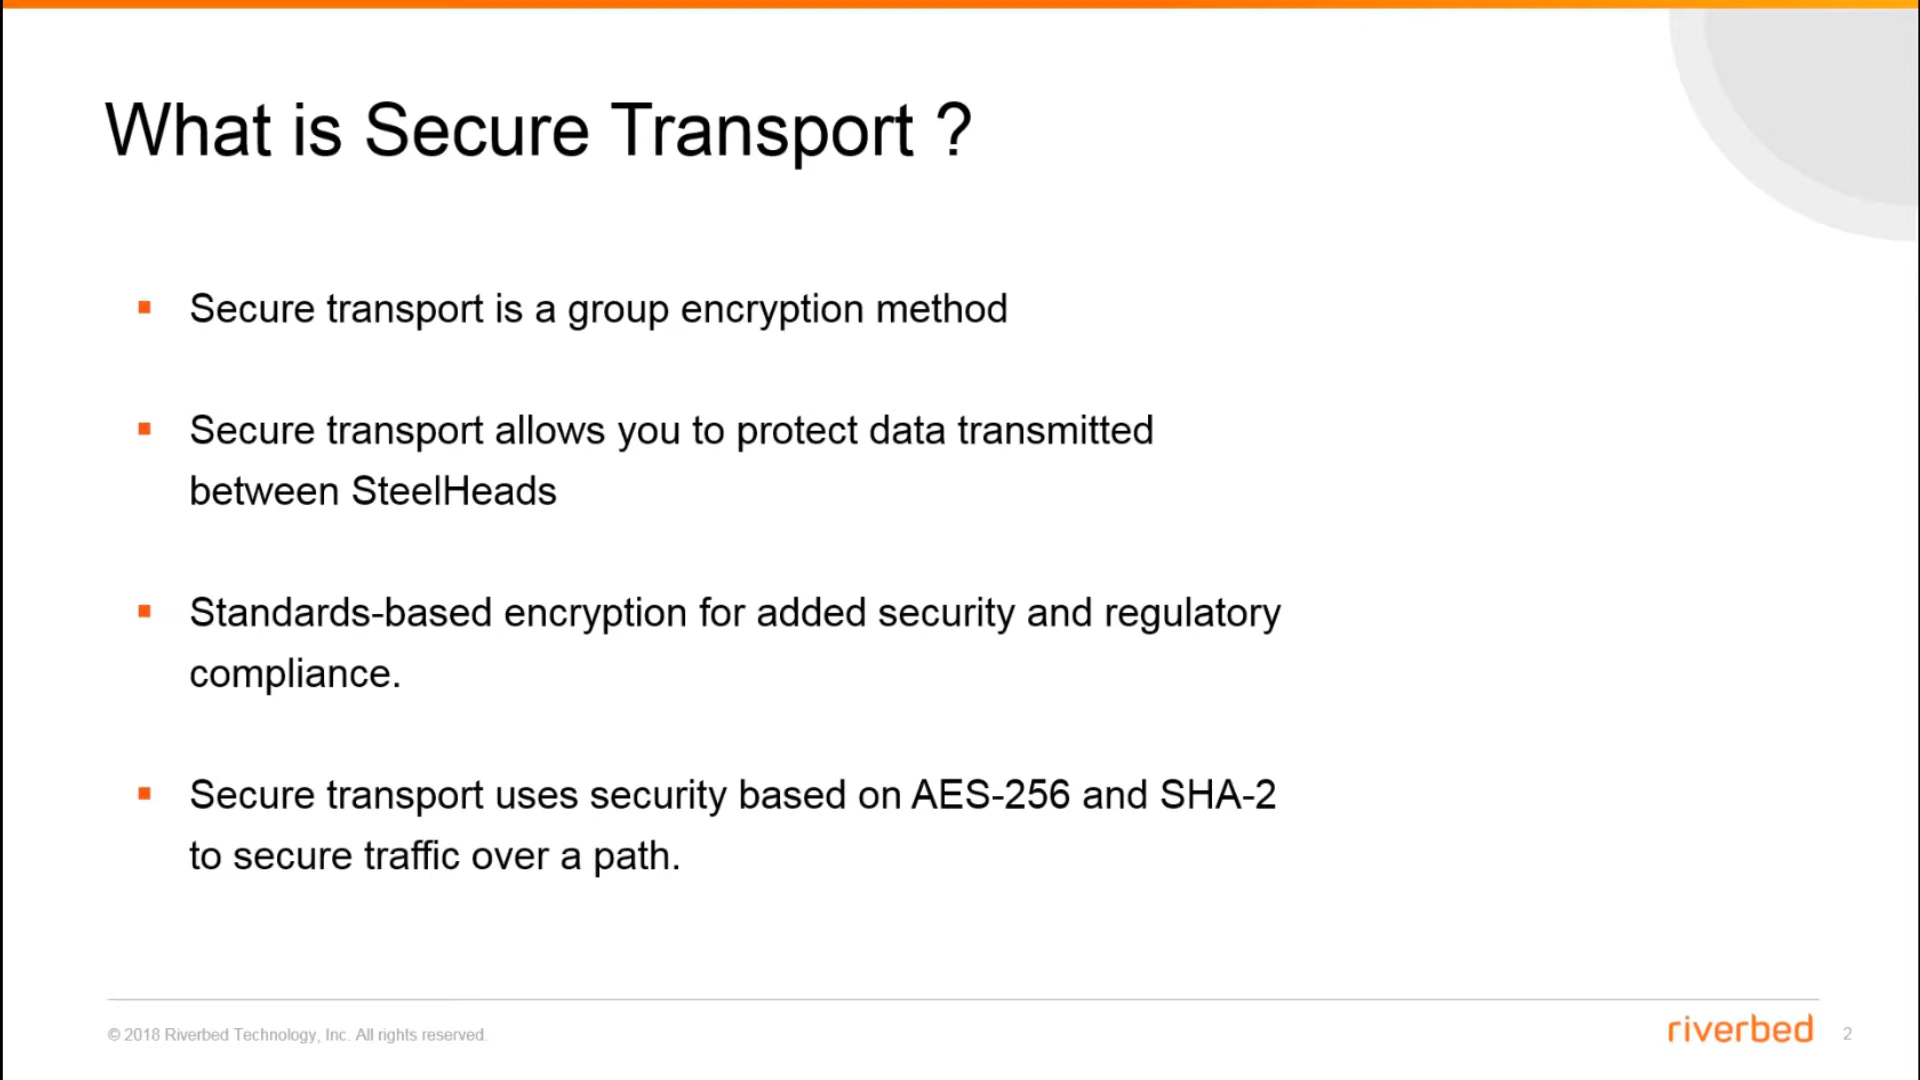 What is Secure Transport ?
Secure transport is a group encryption method
Secure transport allows you to protect data transmitted
between SteelHeads
Standards-based encryption for added security and regulatory
compliance.
Secure transport uses security based on AES-256 and SHA-2
to secure traffic over a path.
© 2018 Riverbed Technology, Inc. All rights reserved.
riverbed
2